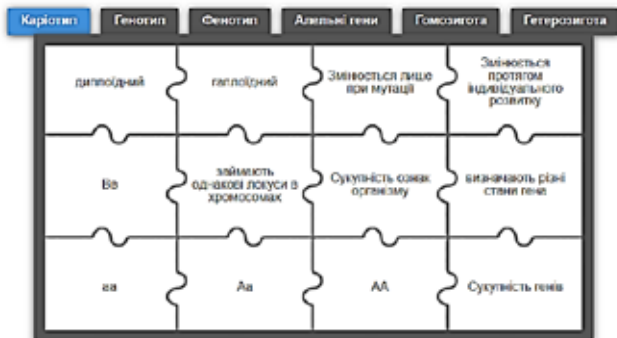 Каріотип Генотип Фенотип Алельні гени Гомозигота Гетерозигота
диплоїдний
гаплоїдний
Змінюється лише
при мутації
Змінюється
протягом
індивідуального
розвитку
Ва
займають
однакові локуси в
хромосомах
Сукупність ознак
організму
визначають різні
стани гена
аа
Аа
АА
Сукупність генів